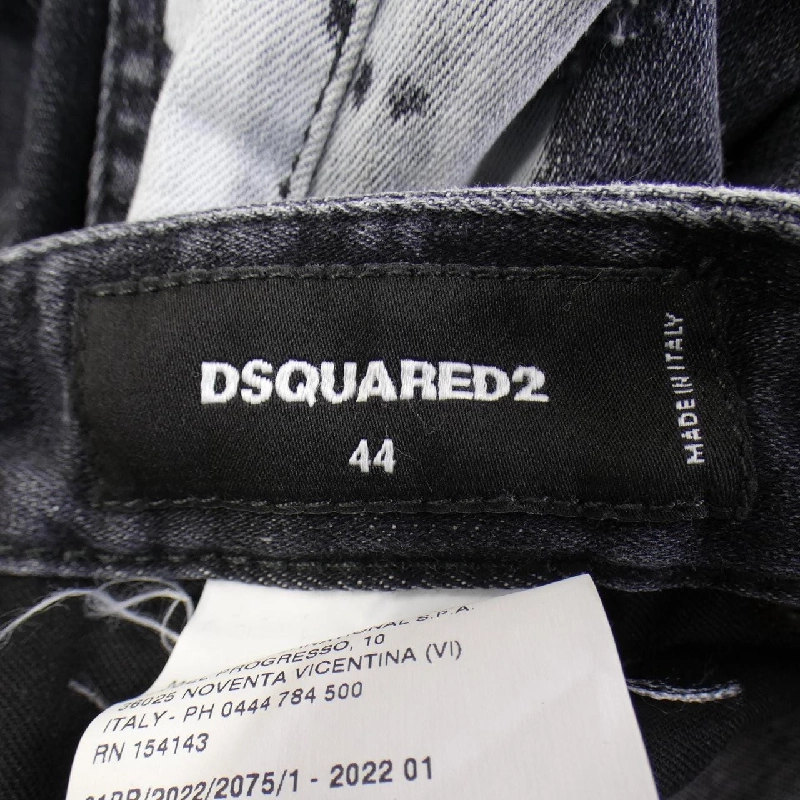 DSQUARED2
44
MADE IN ITALY
S.P.A.
PROGRESSO, 10
36025 NOVENTA VICENTINA (VI)
ITALY - PH 0444 784 500
RN 154143
/2022/2075/1 - 2022 01